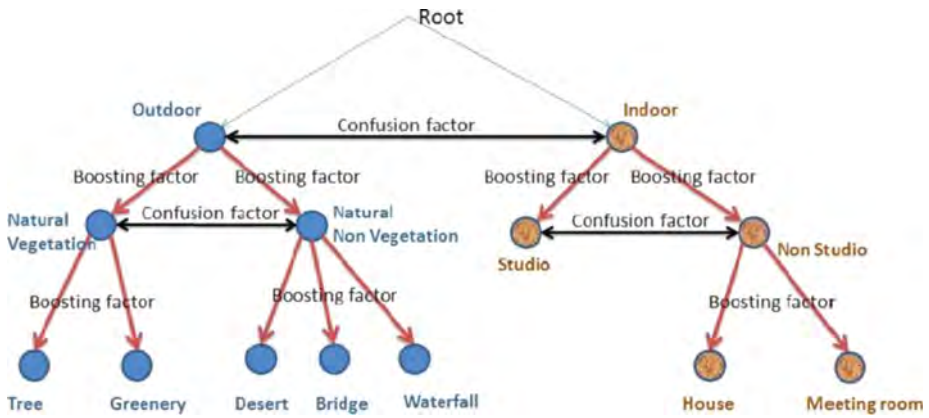 Root
Outdoor
Indoor
Confusion factor
Boosting factor
Boosting factor
Boosting factor
Boosting factor
Natural
Vegetation
Confusion factor
Natural
Non Vegetation
Confusion factor
Studio
Non Studio
Boosting factor
Boosting factor
Boosting factor
Tree
Greenery
Desert
Bridge
Waterfall
House
Meeting room